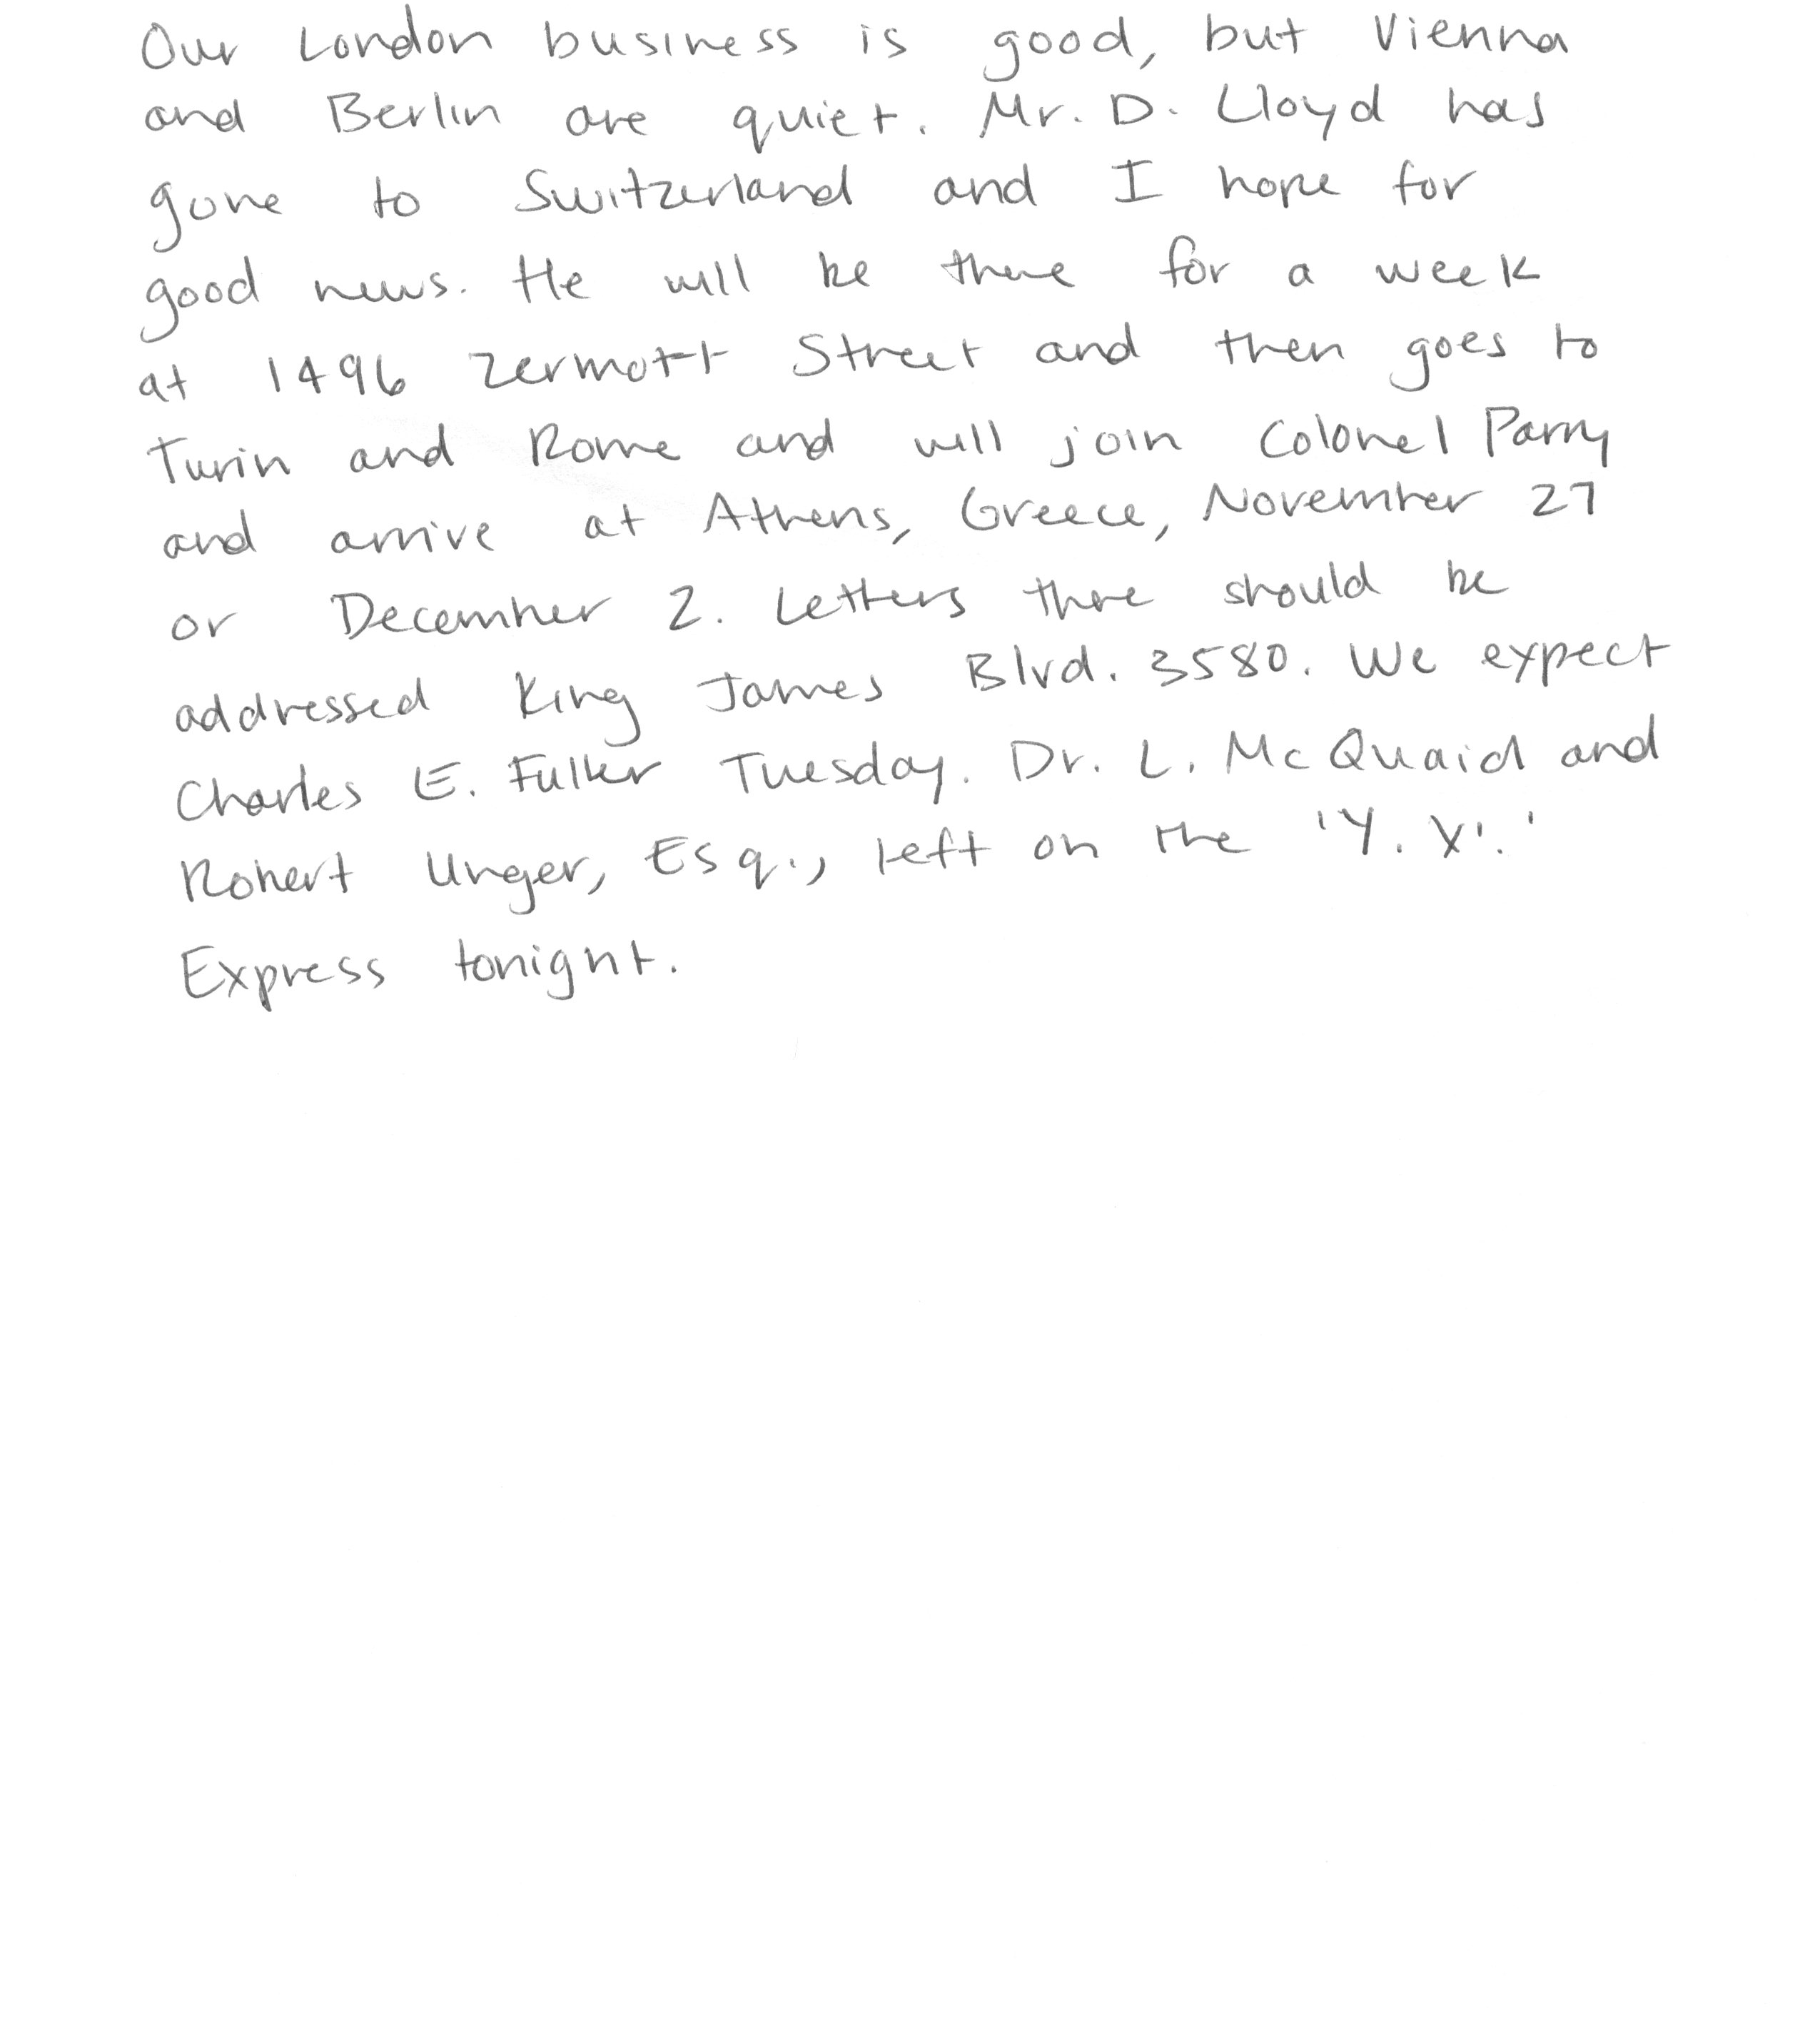 Our London business is good, but Vienna
and Berlin are quiet. Mr. D. Lloyd has
gone to Switzerland and I hope for
good news. He will be there for a week
at 1496 Zermott Street and then goes to
Turin and Rome and will join Colonel Parry
and arrive at Athens, Greece, November 27
or December 2. Letters there should be
addressed King James Blvd. 3580. We expect
Charles E. Fuller Tuesday. Dr. L. McQuaid and
Robert Unger, Esq., left on the 'Y. X.'
Express tonight.